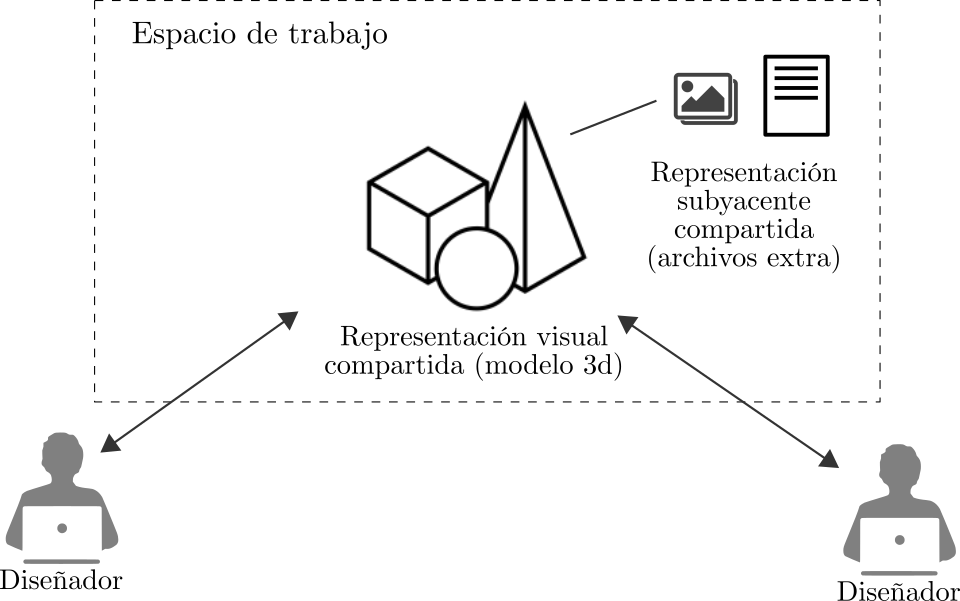 Espacio de trabajo
Representación
subyacente
compartida
(archivos extra)
Representación visual
compartida (modelo 3d)
Diseñador
Diseñador